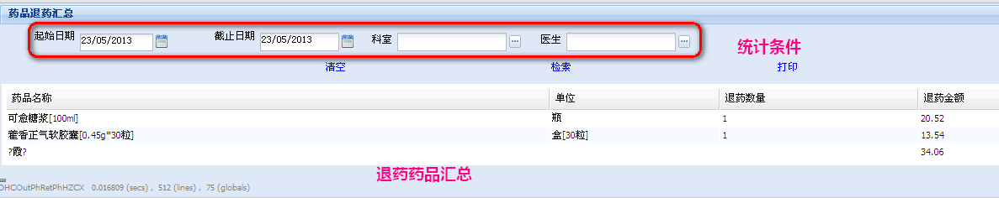 药品退药汇总
起始日期 23/05/2013 截止日期 23/05/2013 科室 ... 医生 ...
统计条件
清空 检索 打印
药品名称 单位 退药数量 退药金额
可愈糖浆[100ml] 瓶 1 20.52
藿香正气软胶囊[0.45g*30粒] 盒[30粒] 1 13.54
?霞? 34.06
退药药品汇总
DHCOutPhRetPhHZCX 0.016809 (secs) , 512 (lines) , 75 (globals)